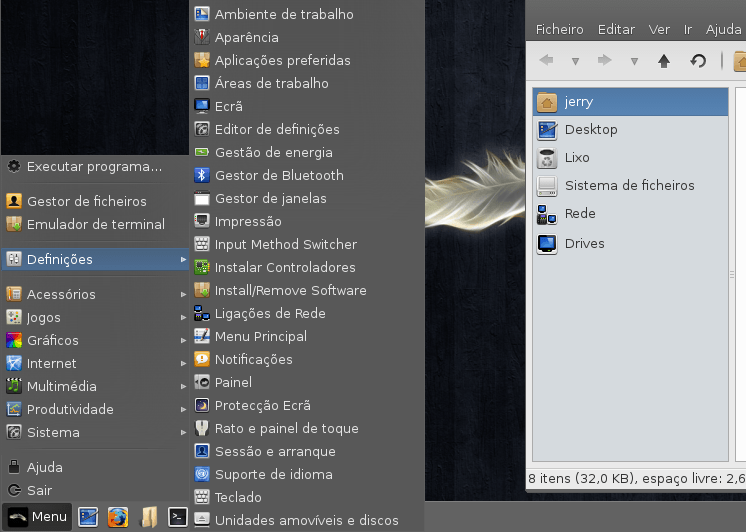 Executar programa...
Gestor de ficheiros
Emulador de terminal
Definições
Acessórios
Jogos
Gráficos
Internet
Multimédia
Produtividade
Sistema
Ajuda
Sair
Menu
Ambiente de trabalho
Aparência
Aplicações preferidas
Áreas de trabalho
Ecrã
Editor de definições
Gestão de energia
Gestor de Bluetooth
Gestor de janelas
Impressão
Input Method Switcher
Instalar Controladores
Install/Remove Software
Ligações de Rede
Menu Principal
Notificações
Painel
Protecção Ecrã
Rato e painel de toque
Sessão e arranque
Suporte de idioma
Teclado
Unidades amovíveis e discos
Ficheiro Editar Ver Ir Ajuda
jerry
Desktop
Lixo
Sistema de ficheiros
Rede
Drives
8 itens (32,0 KB), espaço livre: 2,6